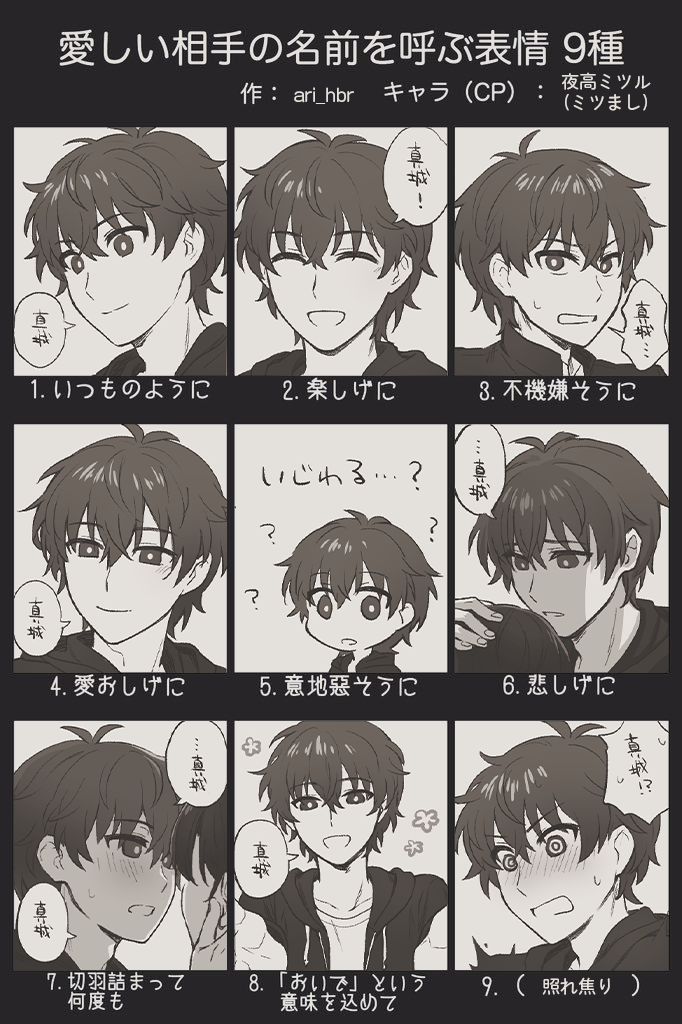 愛しい相手の名前を呼ぶ表情 9種
作： ari_hbr キャラ（CP）： 夜高ミツル
（ミツまし）
真城
真城！
真城…
1. いつものように
2. 楽しげに
3. 不機嫌そうに
真城
いじわる…？
？
？
？
…真城
4. 愛おしげに
5. 意地悪そうに
6. 悲しげに
…真城
真城
真城
真城!?
7. 切羽詰まって
何度も
8. 「おいで」という
意味を込めて
9. （ 照れ焦り ）